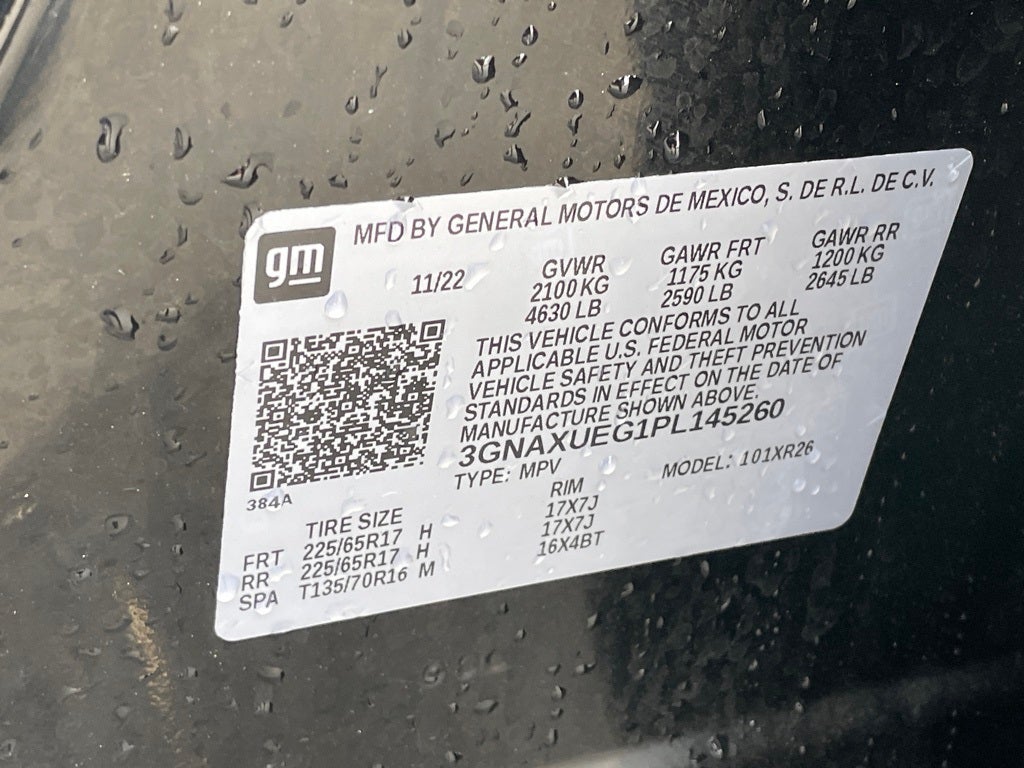 MFD BY GENERAL MOTORS DE MEXICO, S. DE R.L. DE C.V.
gm
11/22
GVWR
2100 KG
4630 LB
GAWR FRT
1175 KG
2590 LB
GAWR RR
1200 KG
2645 LB
THIS VEHICLE CONFORMS TO ALL
APPLICABLE U.S. FEDERAL MOTOR
VEHICLE SAFETY AND THEFT PREVENTION
STANDARDS IN EFFECT ON THE DATE OF
MANUFACTURE SHOWN ABOVE.
3GNAXUEG1PL145260
TYPE: MPV MODEL: 101XR26
384A
TIRE SIZE RIM
FRT 225/65R17 H 17X7J
RR 225/65R17 H 17X7J
SPA T135/70R16 M 16X4BT